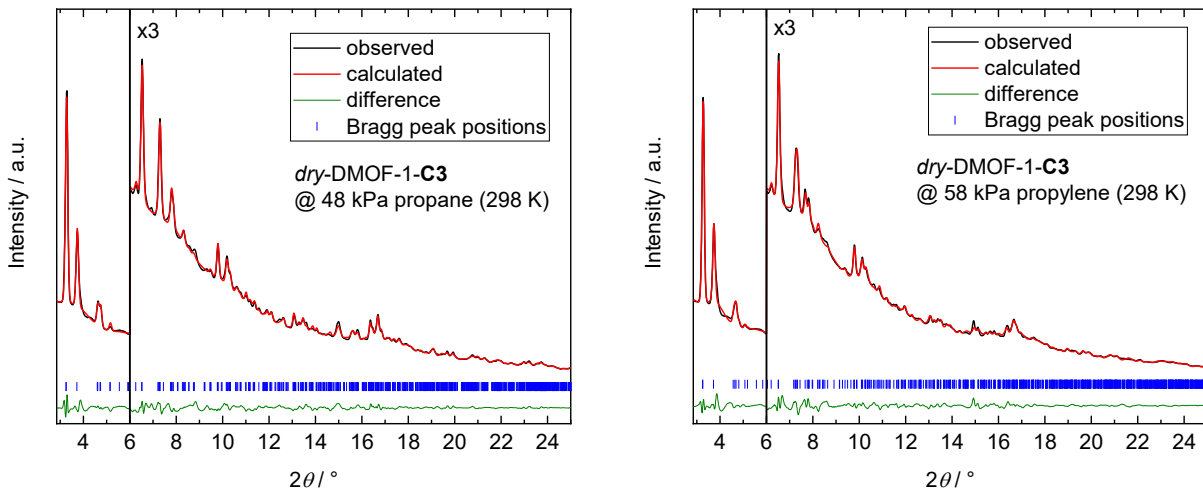 x3
observed
calculated
difference
Bragg peak positions
dry-DMOF-1-C3
@ 48 kPa propane (298 K)
Intensity / a.u.
4 6 8 10 12 14 16 18 20 22 24
2θ / °
x3
observed
calculated
difference
Bragg peak positions
dry-DMOF-1-C3
@ 58 kPa propylene (298 K)
Intensity / a.u.
4 6 8 10 12 14 16 18 20 22 24
2θ / °